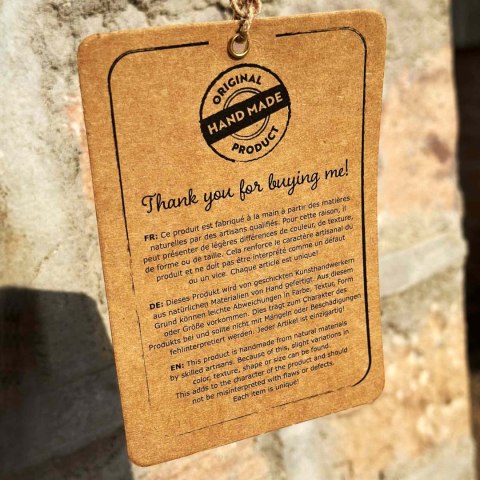 ORIGINAL
HAND MADE
PRODUCT
Thank you for buying me!
FR: Ce produit est fabriqué à la main à partir des matières
naturelles par des artisans qualifiés. Pour cette raison, il
peut présenter de légères différences de couleur, de texture,
de forme ou de taille. Cela renforce le caractère artisanal du
produit et ne doit pas être interpreté comme un défaut
ou un vice. Chaque article est unique!
DE: Dieses Produkt wird von geschickten Kunsthandwerkern
aus natürlichen Materialien von Hand gefertigt. Aus diesem
Grund können leichte Abweichungen in Farbe, Textur, Form
oder Größe vorkommen. Dies trägt zum Charakter des
Produkts bei und sollte nicht mit Mängeln oder Beschädigungen
fehlinterpretiert werden. Jeder Artikel ist einzigartig!
EN: This product is handmade from natural materials
by skilled artisans. Because of this, slight variations in
color, texture, shape or size can be found.
This adds to the character of the product and should
not be misinterpreted with flaws or defects.
Each item is unique!